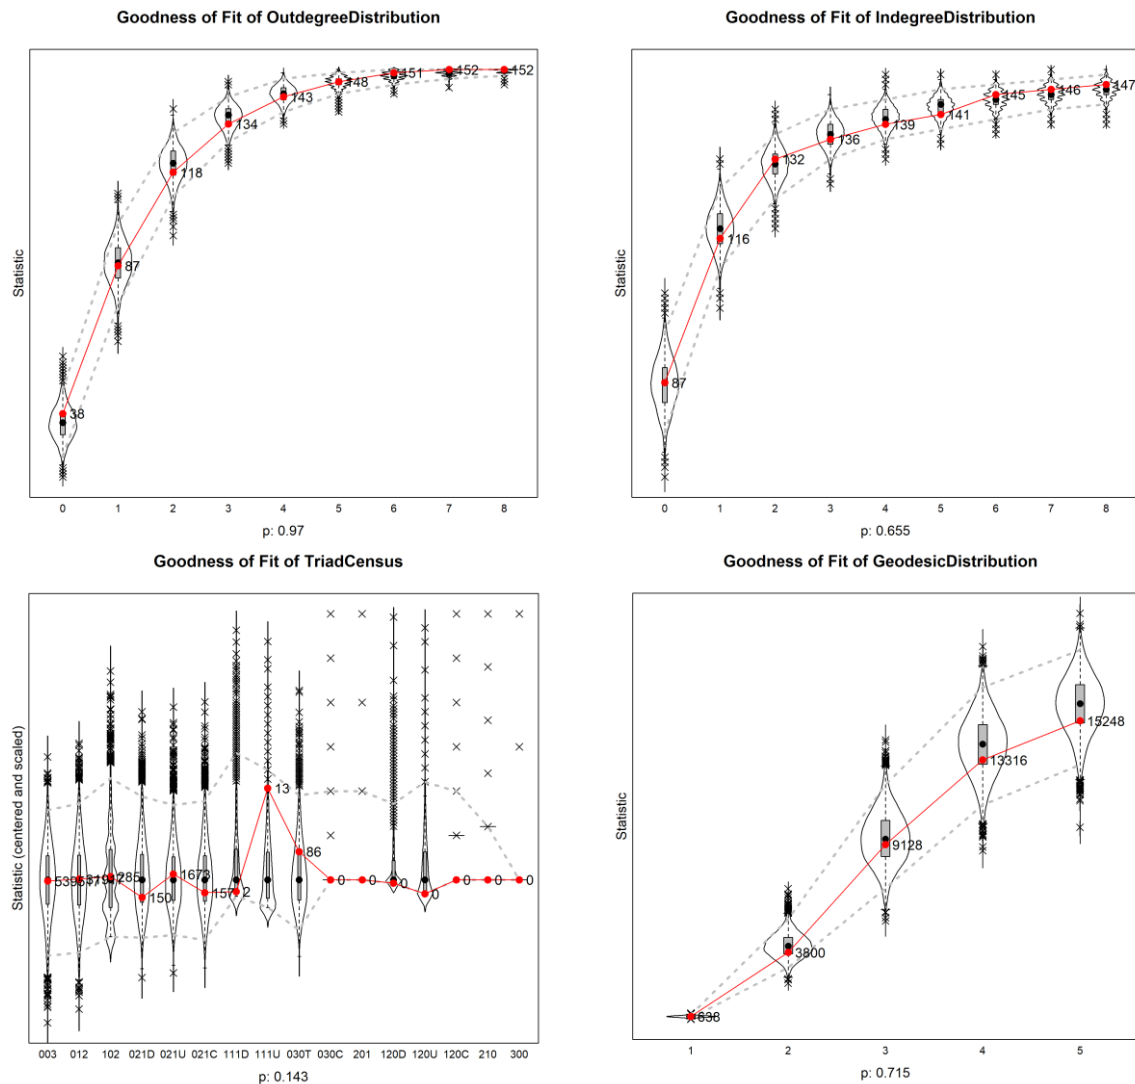 Goodness of Fit of OutdegreeDistribution
Statistic
38
87
118
134
143
148
151
152
152
0 1 2 3 4 5 6 7 8
p: 0.97
Goodness of Fit of IndegreeDistribution
Statistic
87
116
132
136
139
141
145
146
147
0 1 2 3 4 5 6 7 8
p: 0.655
Goodness of Fit of TriadCensus
Statistic (centered and scaled)
285
150
1673
157
2
13
86
0
0
0
0
0
0
0
003 012 102 021D 021U 021C 111D 111U 030T 030C 201 120D 120U 120C 210 300
p: 0.143
Goodness of Fit of GeodesicDistribution
Statistic
638
3800
9128
13316
15248
1 2 3 4 5
p: 0.715